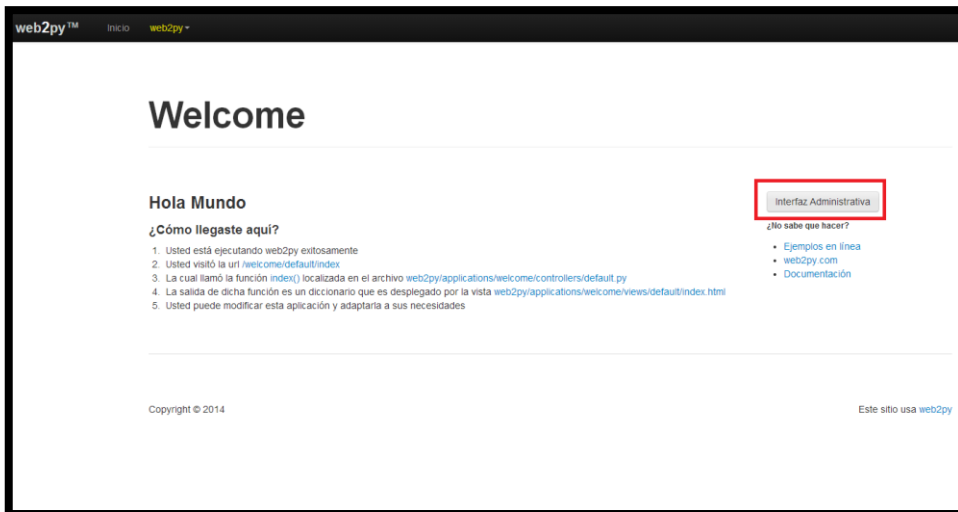 web2py™ Inicio web2py
Welcome
Hola Mundo
¿Cómo llegaste aquí?
1. Usted está ejecutando web2py exitosamente
2. Usted visitó la url /welcome/default/index
3. La cual llamó la función index() localizada en el archivo web2py/applications/welcome/controllers/default.py
4. La salida de dicha función es un diccionario que es desplegado por la vista web2py/applications/welcome/views/default/index.html
5. Usted puede modificar esta aplicación y adaptarla a sus necesidades
Interfaz Administrativa
¿No sabe que hacer?
• Ejemplos en línea
• web2py.com
• Documentación
Copyright © 2014
Este sitio usa web2py